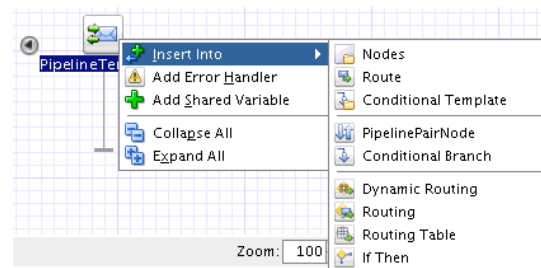 PipelineTe
Insert Into
Add Error Handler
Add Shared Variable
Collapse All
Expand All
Nodes
Route
Conditional Template
PipelinePairNode
Conditional Branch
Dynamic Routing
Routing
Routing Table
If Then
Zoom: 100